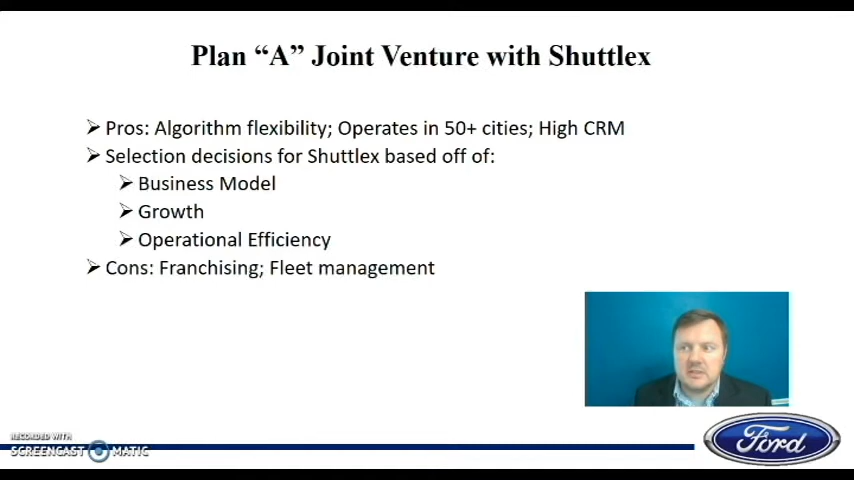 Plan “A” Joint Venture with Shuttlex
Pros: Algorithm flexibility; Operates in 50+ cities; High CRM
Selection decisions for Shuttlex based off of:
Business Model
Growth
Operational Efficiency
Cons: Franchising; Fleet management
RECORDED WITH
SCREENCAST MATIC
Ford